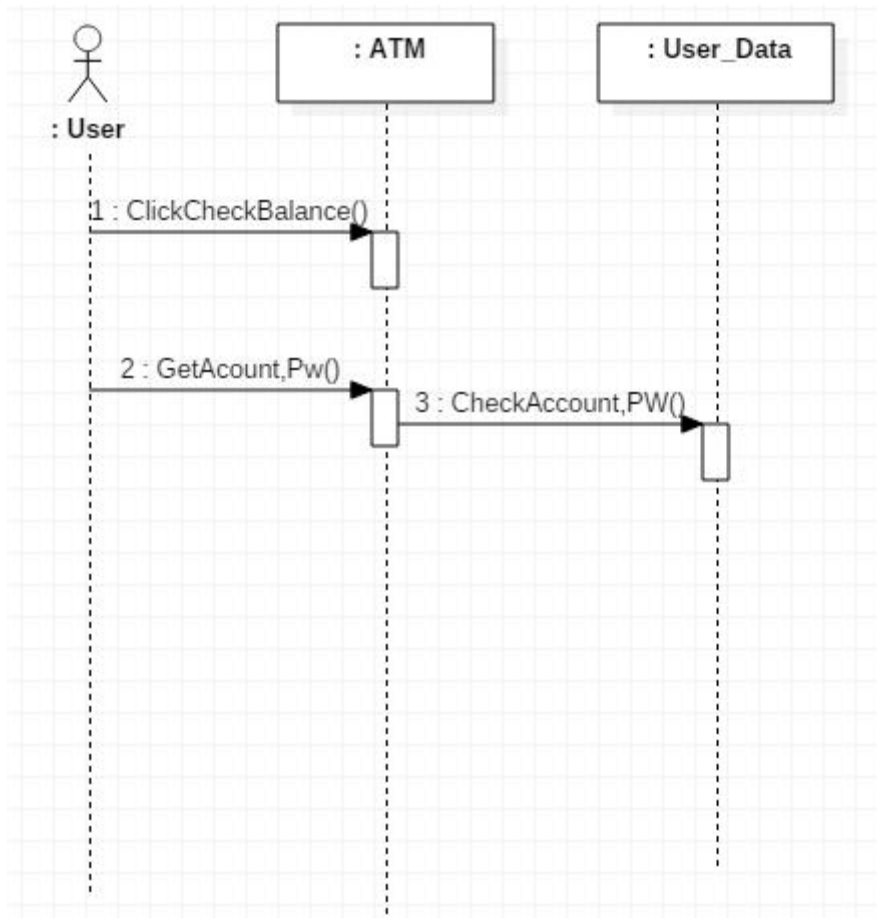 : ATM
: User_Data
: User
1 : ClickCheckBalance()
2 : GetAcount,Pw()
3 : CheckAccount,PW()